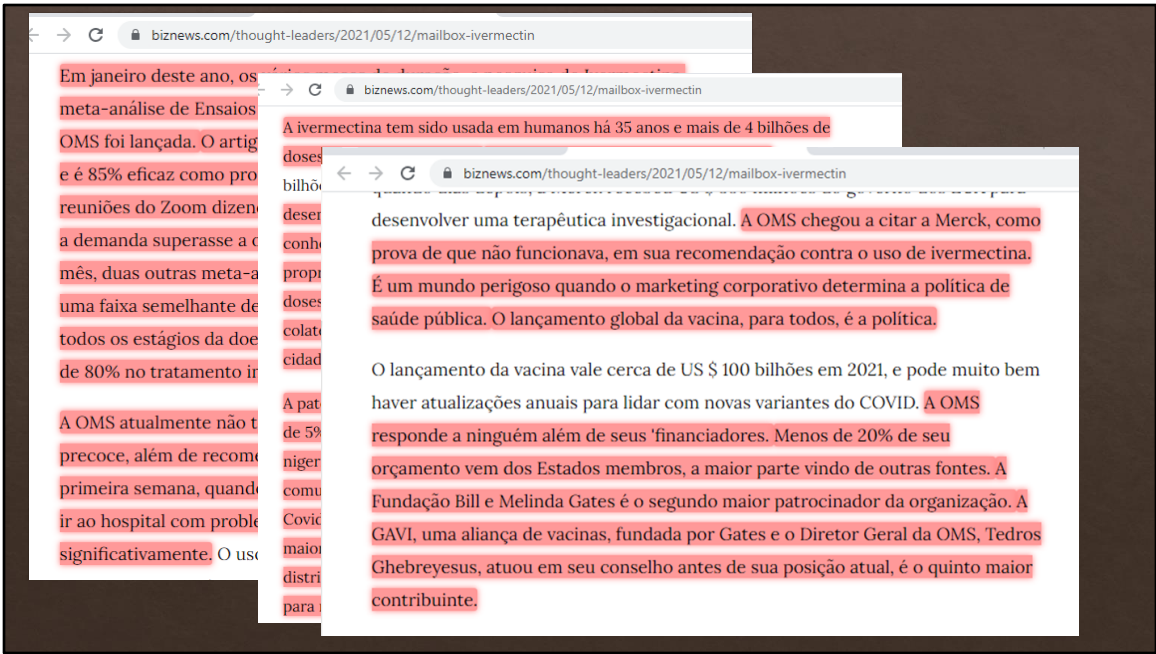 biznews.com/thought-leaders/2021/05/12/mailbox-ivermectin
Em janeiro deste ano, os
meta-análise de Ensaios
OMS foi lançada. O artig
e é 85% eficaz como pro
reuniões do Zoom dizen
a demanda superasse a
mês, duas outras meta-a
uma faixa semelhante de
todos os estágios da doe
de 80% no tratamento
A OMS atualmente não t
precoce, além de recome
primeira semana, quand
ir ao hospital com proble
significativamente. O uso
biznews.com/thought-leaders/2021/05/12/mailbox-ivermectin
A ivermectina tem sido usada em humanos há 35 anos e mais de 4 bilhões de
doses
bilhõe
desen
conhe
propr
doses
colate
cidad
A pat
de 5%
niger
comu
Covid
maior
distri
para
biznews.com/thought-leaders/2021/05/12/mailbox-ivermectin
desenvolver uma terapêutica investigacional. A OMS chegou a citar a Merck, como
prova de que não funcionava, em sua recomendação contra o uso de ivermectina.
É um mundo perigoso quando o marketing corporativo determina a política de
saúde pública. O lançamento global da vacina, para todos, é a política.
O lançamento da vacina vale cerca de US $ 100 bilhões em 2021, e pode muito bem
haver atualizações anuais para lidar com novas variantes do COVID. A OMS
responde a ninguém além de seus 'financiadores. Menos de 20% de seu
orçamento vem dos Estados membros, a maior parte vindo de outras fontes. A
Fundação Bill e Melinda Gates é o segundo maior patrocinador da organização. A
GAVI, uma aliança de vacinas, fundada por Gates e o Diretor Geral da OMS, Tedros
Ghebreyesus, atuou em seu conselho antes de sua posição atual, é o quinto maior
contribuinte.